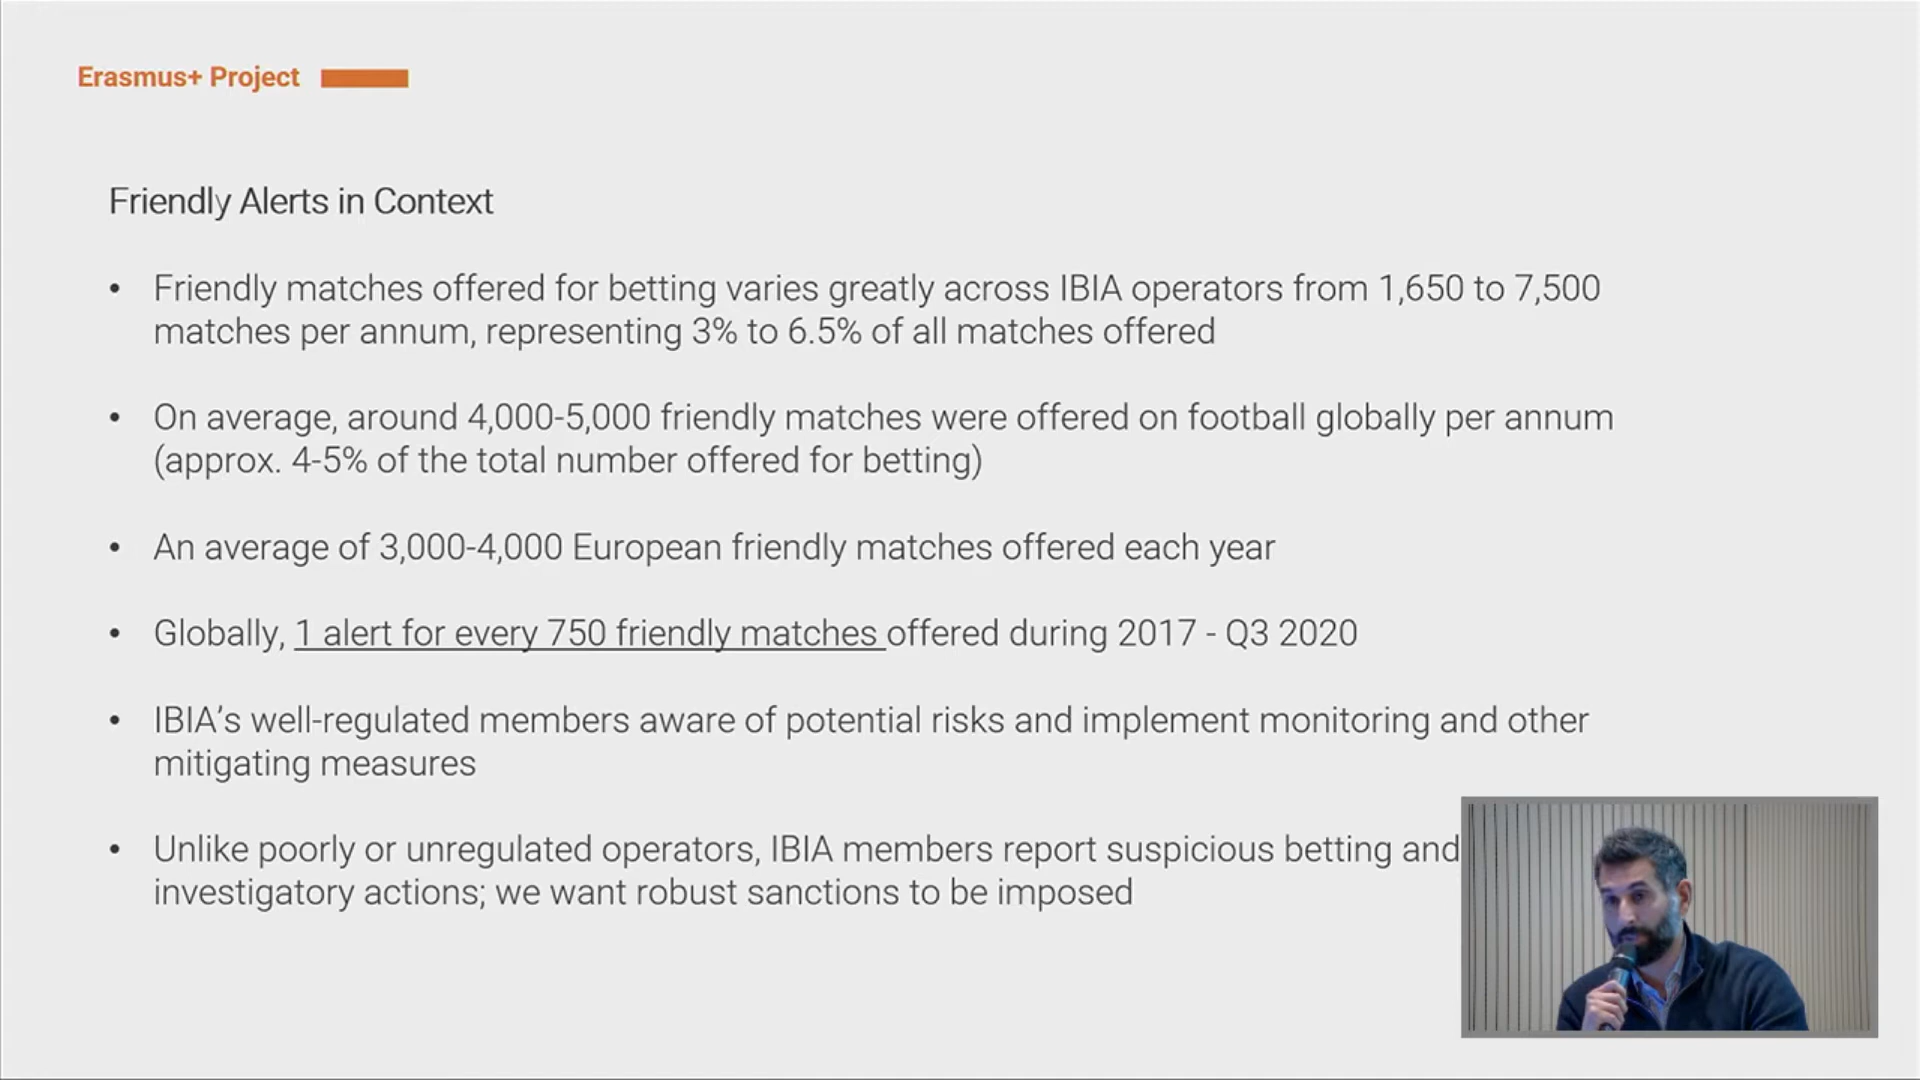 Erasmus+ Project
Friendly Alerts in Context
• Friendly matches offered for betting varies greatly across IBIA operators from 1,650 to 7,500
matches per annum, representing 3% to 6.5% of all matches offered
• On average, around 4,000-5,000 friendly matches were offered on football globally per annum
(approx. 4-5% of the total number offered for betting)
• An average of 3,000-4,000 European friendly matches offered each year
• Globally, 1 alert for every 750 friendly matches offered during 2017 - Q3 2020
• IBIA’s well-regulated members aware of potential risks and implement monitoring and other
mitigating measures
• Unlike poorly or unregulated operators, IBIA members report suspicious betting and
investigatory actions; we want robust sanctions to be imposed